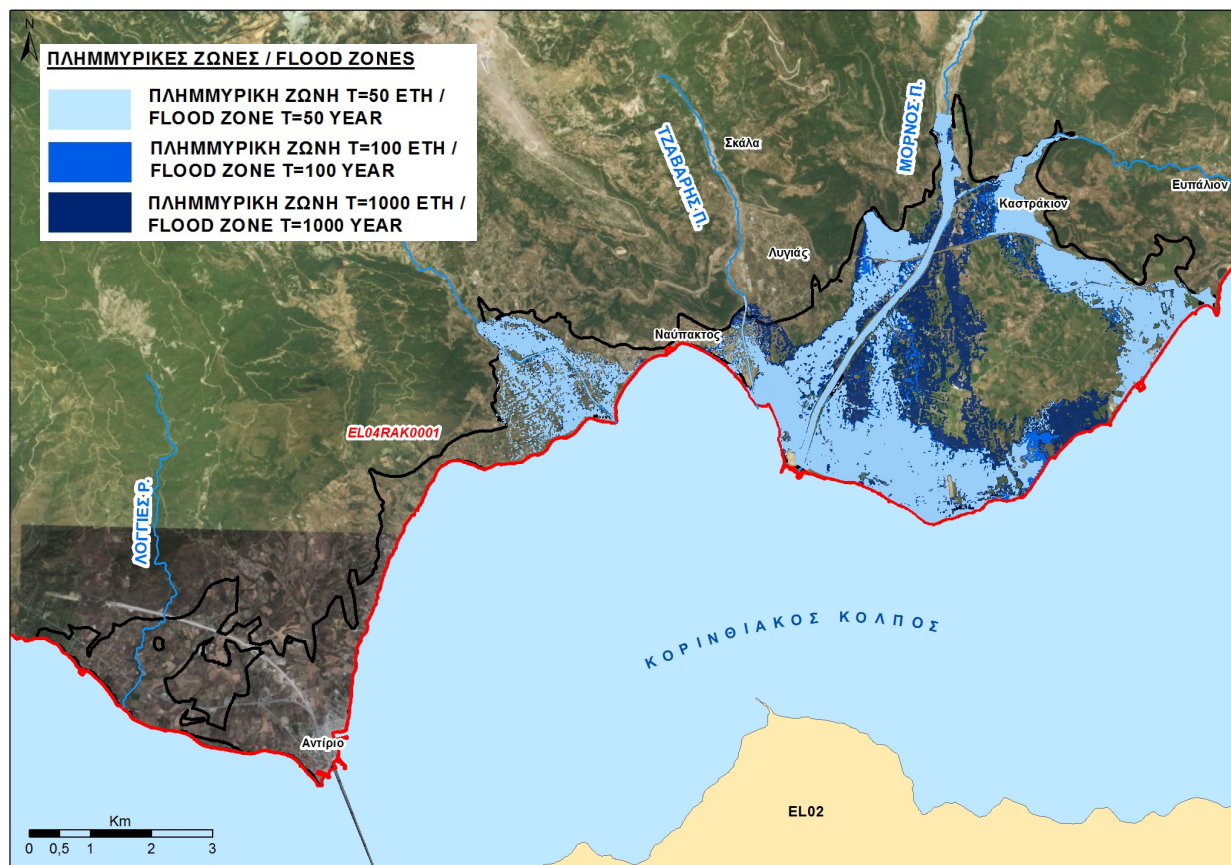 N
ΠΛΗΜΜΥΡΙΚΕΣ ΖΩΝΕΣ / FLOOD ZONES
ΠΛΗΜΜΥΡΙΚΗ ΖΩΝΗ Τ=50 ΕΤΗ /
FLOOD ZONE T=50 YEAR
ΠΛΗΜΜΥΡΙΚΗ ΖΩΝΗ Τ=100 ΕΤΗ /
FLOOD ZONE T=100 YEAR
ΠΛΗΜΜΥΡΙΚΗ ΖΩΝΗ Τ=1000 ΕΤΗ /
FLOOD ZONE T=1000 YEAR
ΤΖΑΒΑΡΗΣ Π.
Σκάλα
ΜΟΡΝΟΣ Π.
Ευπάλιον
Καστράκιον
Λυγιάς
Ναύπακτος
EL04RAK0001
ΛΟΓΓΙΕΣ Ρ.
ΚΟΡΙΝΘΙΑΚΟΣ ΚΟΛΠΟΣ
Αντίριο
EL02
Km
0 0,5 1 2 3